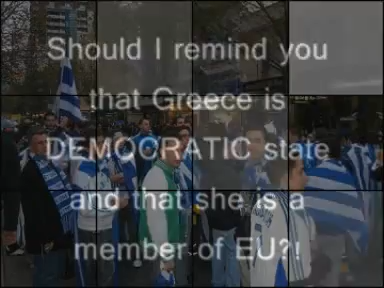 Should I remind you
that Greece is
DEMOCRATIC state
and that she is a
member of EU?!